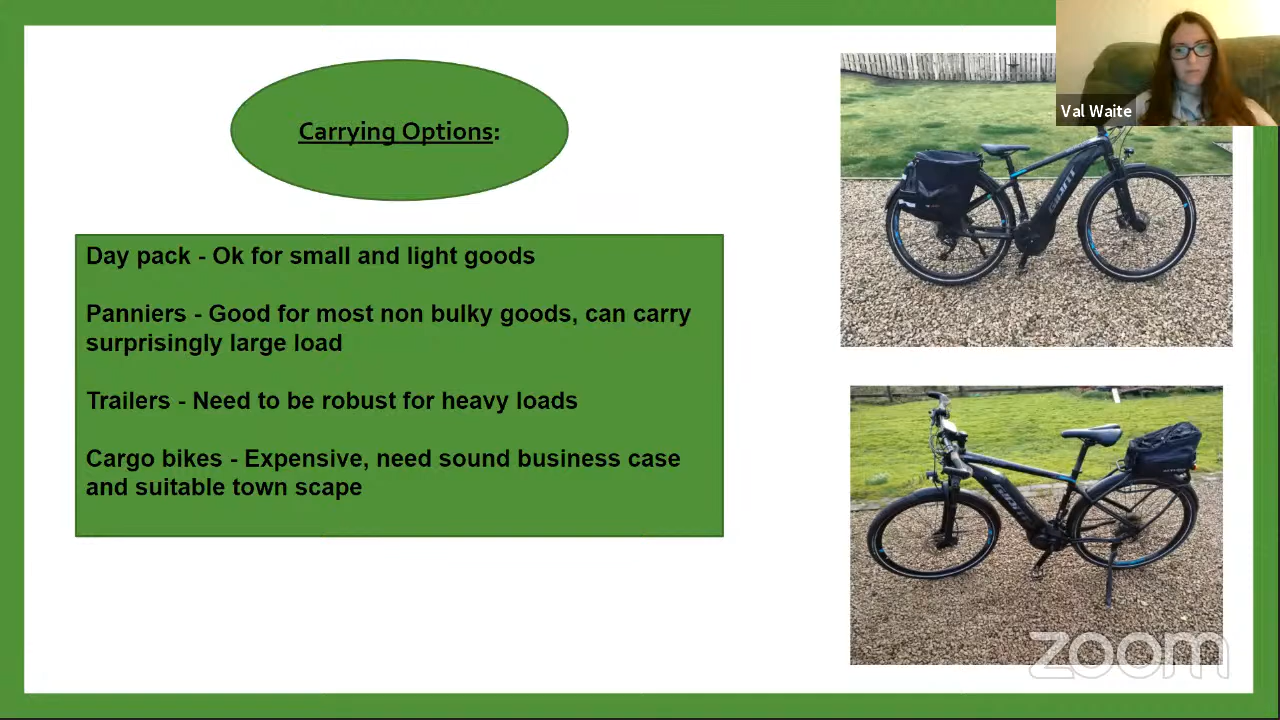 Carrying Options:
Val Waite
Day pack - Ok for small and light goods
Panniers - Good for most non bulky goods, can carry
surprisingly large load
Trailers - Need to be robust for heavy loads
Cargo bikes - Expensive, need sound business case
and suitable town scape
GIANT
GIANT
zoom